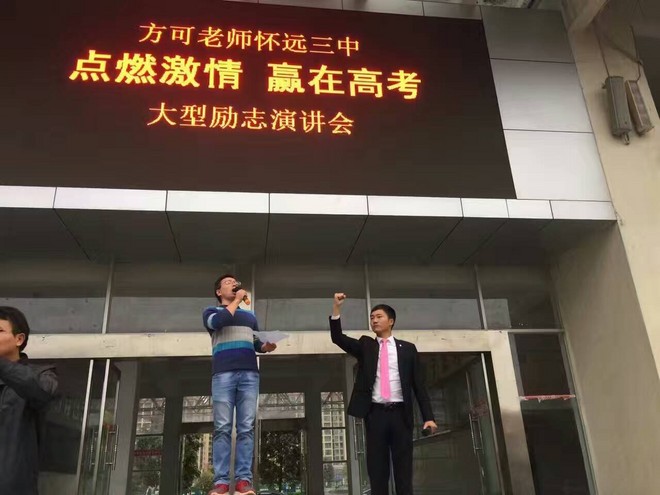 方可老师怀远三中
点燃激情 赢在高考
大型励志演讲会